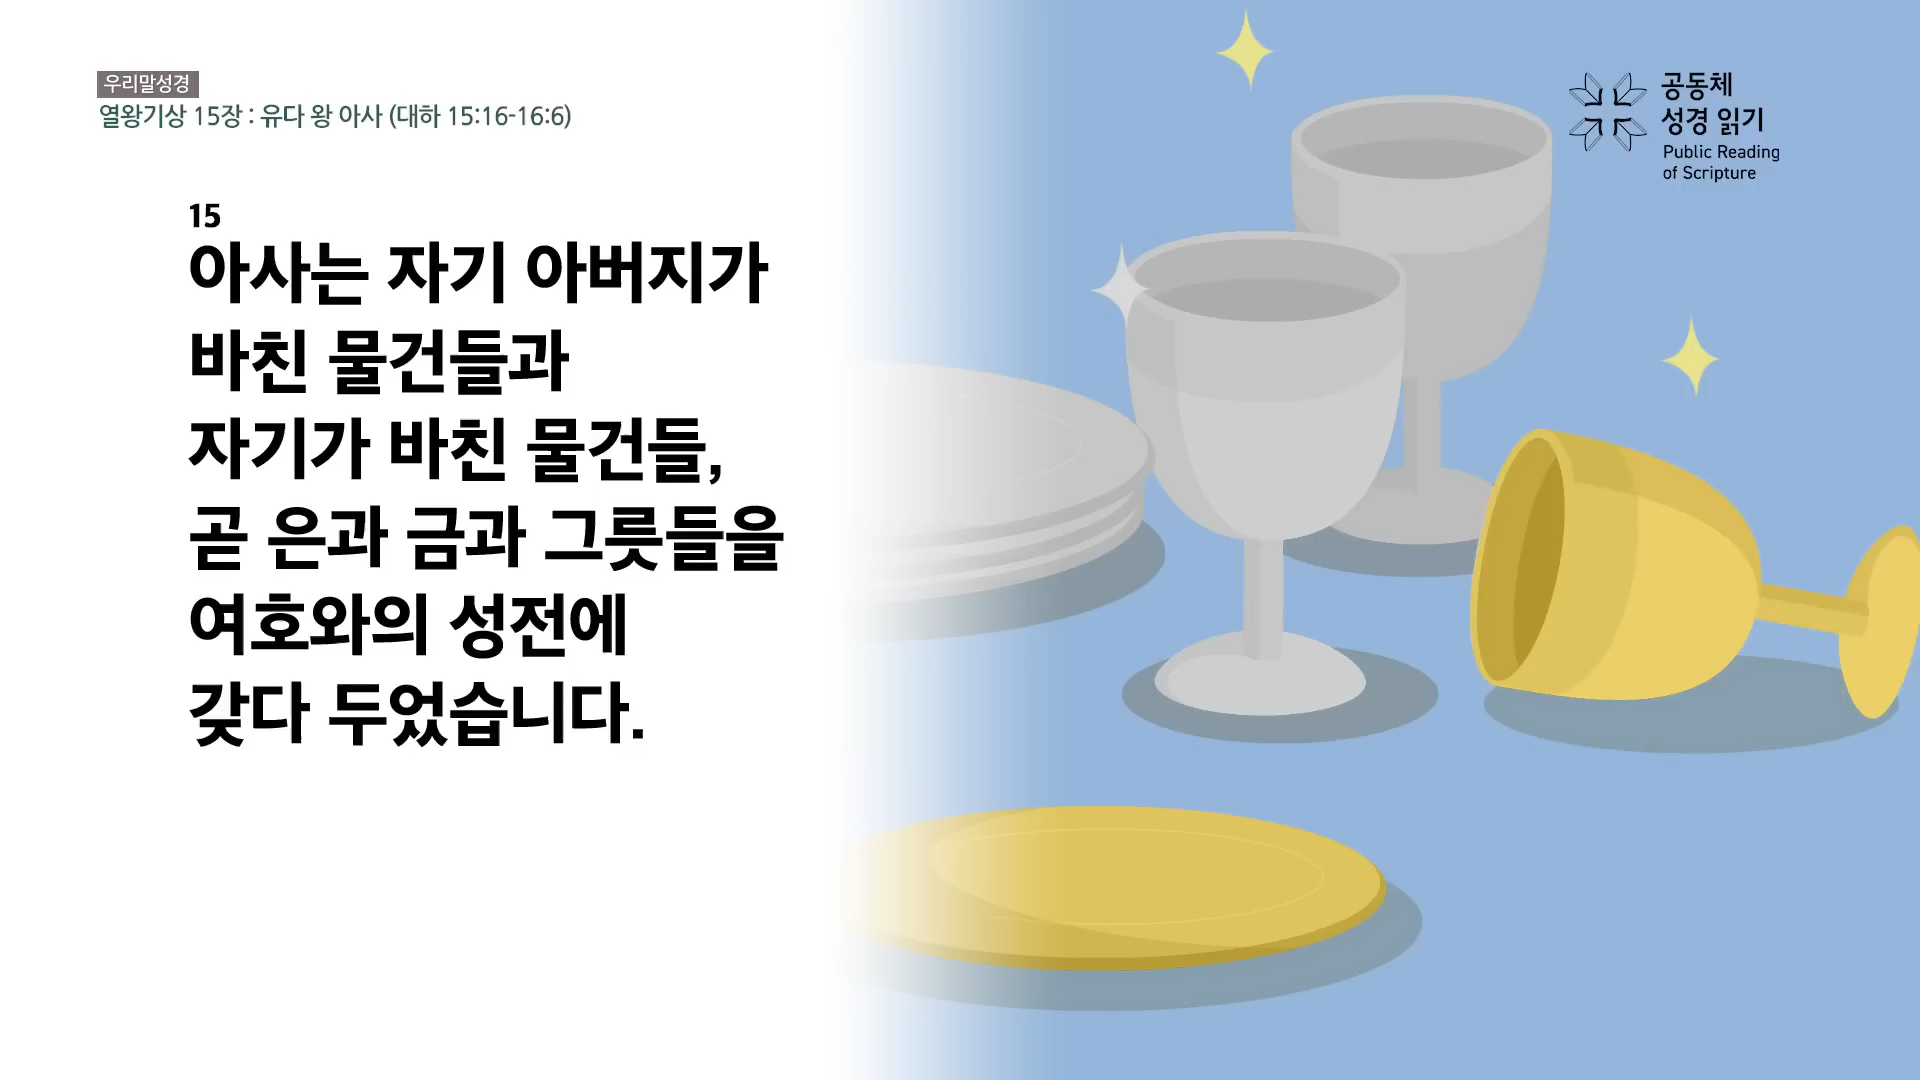 우리말성경
열왕기상 15장 : 유다 왕 아사 (대하 15:16-16:6)
공동체
성경 읽기
Public Reading
of Scripture
15
아사는 자기 아버지가
바친 물건들과
자기가 바친 물건들,
곧 은과 금과 그릇들을
여호와의 성전에
갖다 두었습니다.